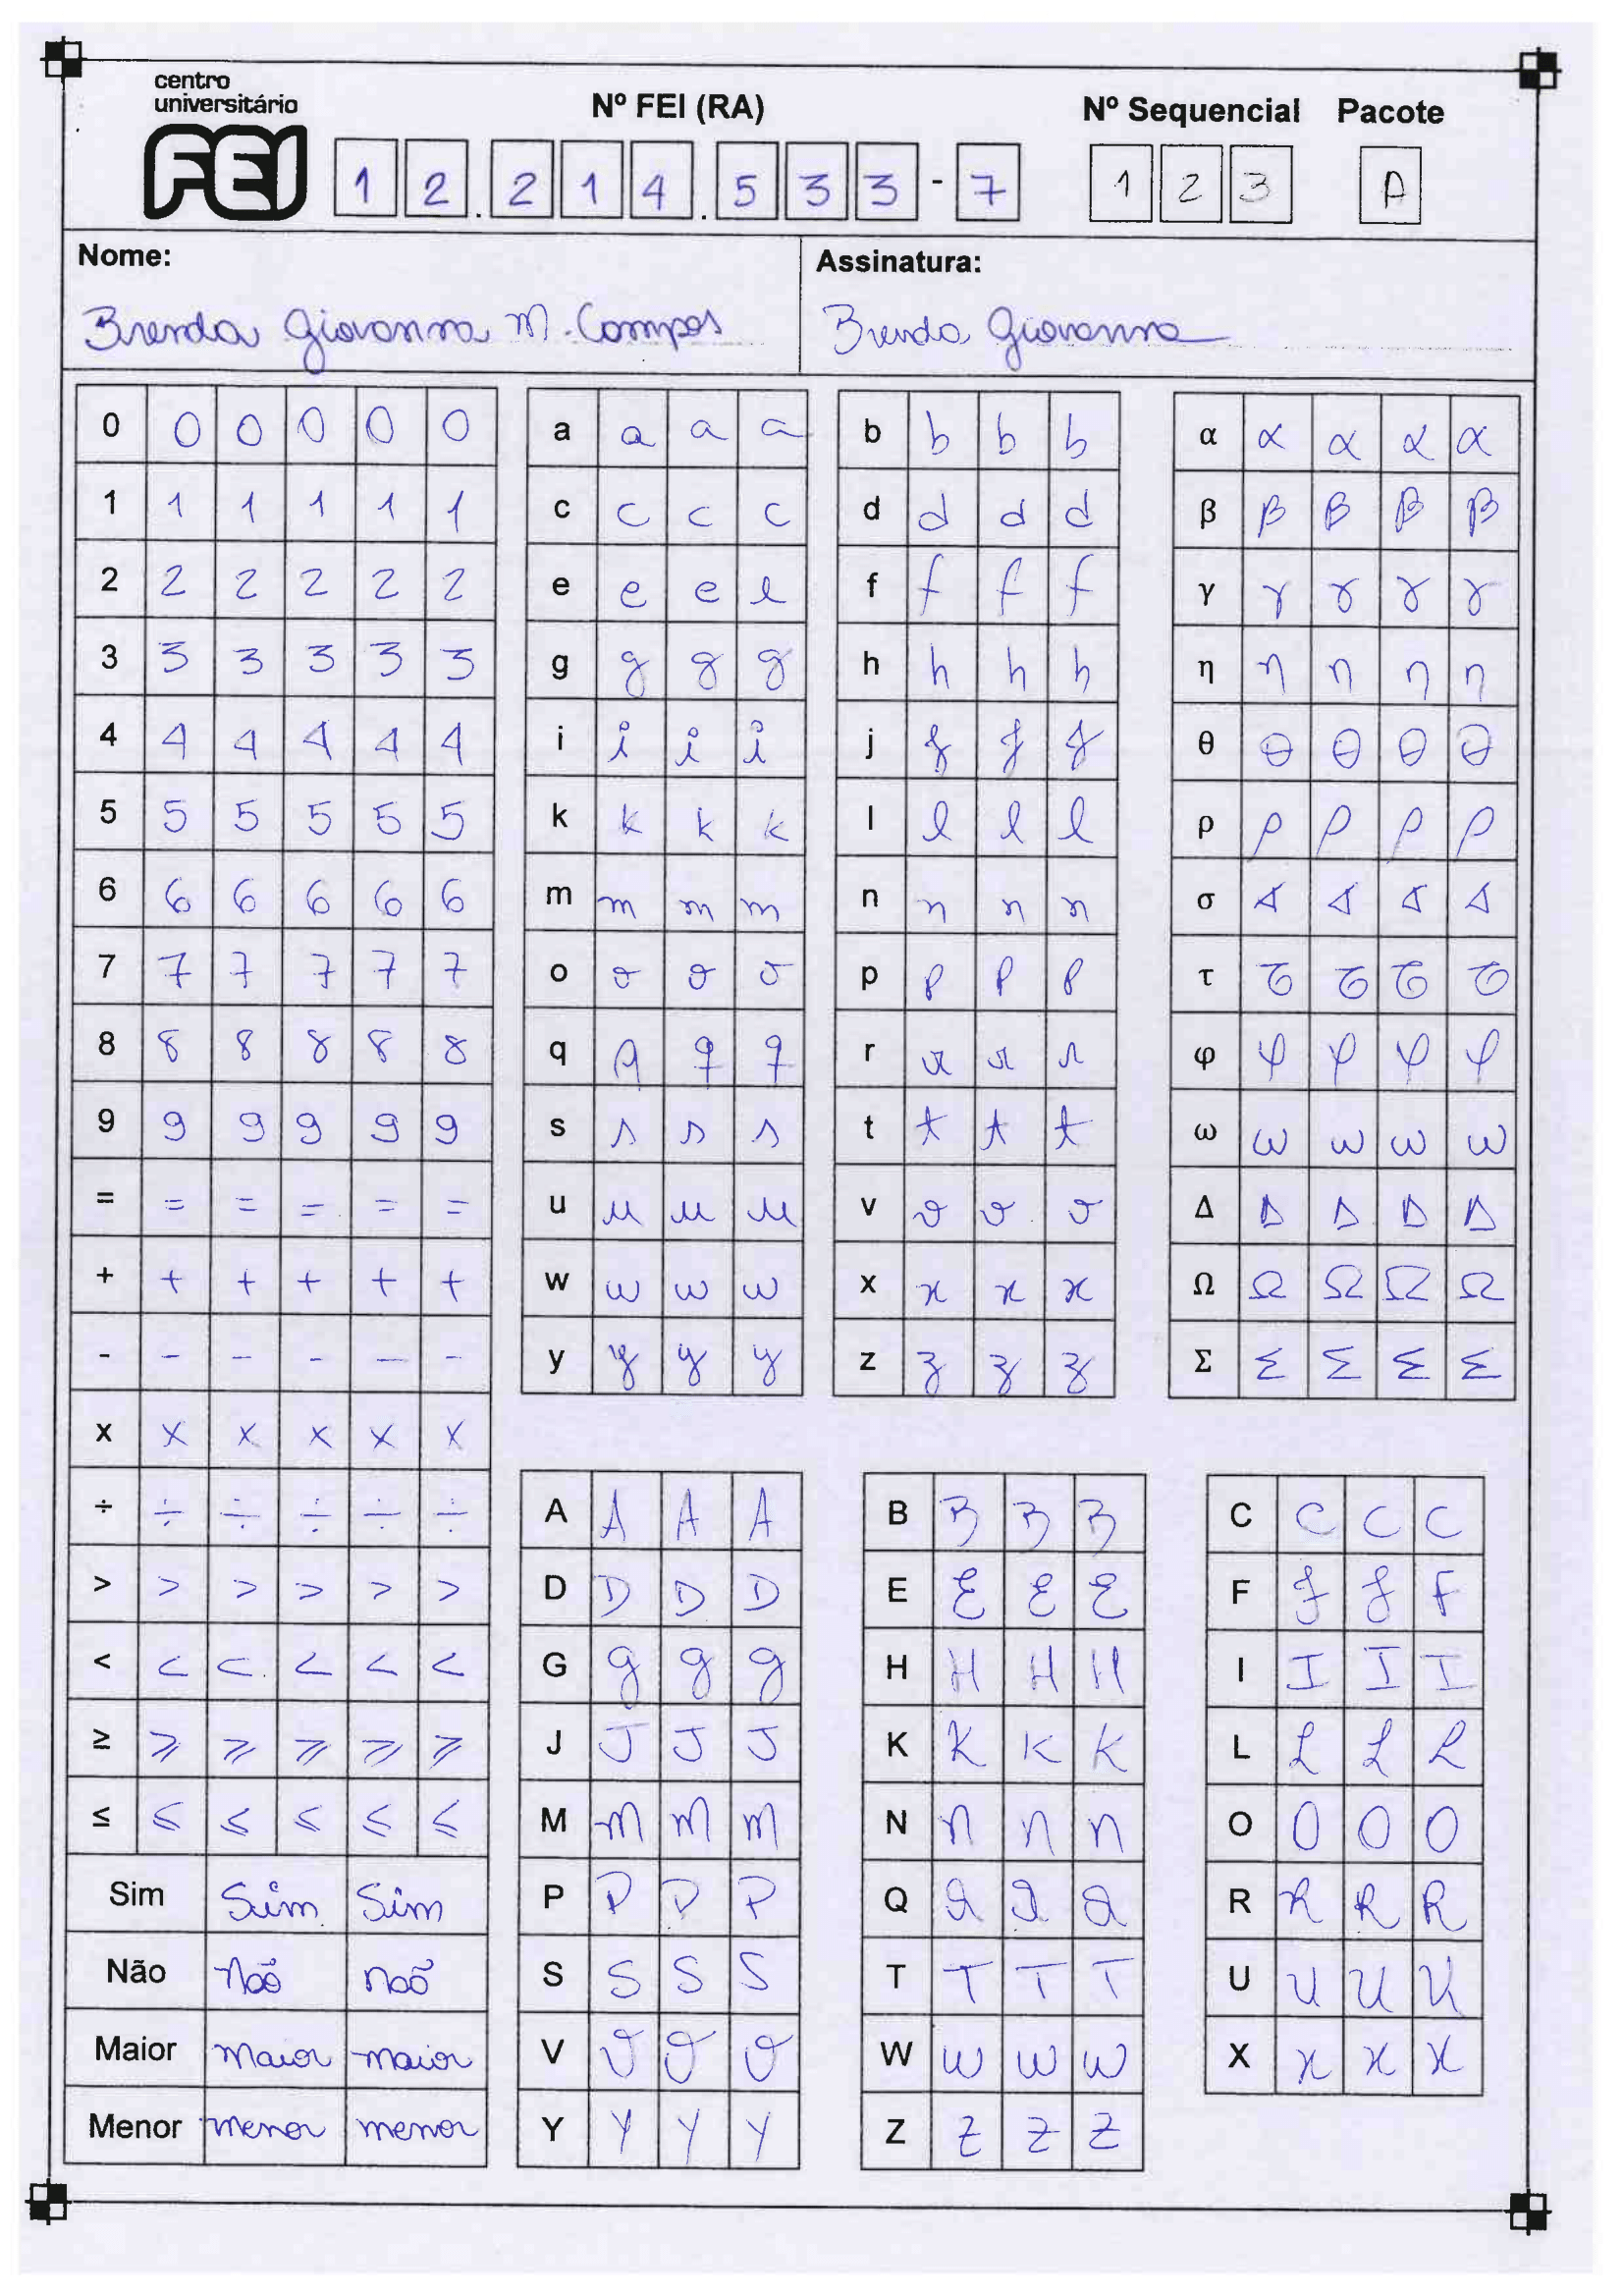 centro
universitário
FEI
Nº FEI (RA)
Nº Sequencial Pacote
1 2 . 2 1 4 . 5 3 3 - 7
1 2 3 A
Nome:
Assinatura:
Brenda Giovanna M. Campos
Brenda Giovanna
0 0 0 0 0 0
1 1 1 1 1 1
2 2 2 2 2 2
3 3 3 3 3 3
4 4 4 4 4 4
5 5 5 5 5 5
6 6 6 6 6 6
7 7 7 7 7 7
8 8 8 8 8 8
9 9 9 9 9 9
= = = = = =
+ + + + + +
- - - - - -
x x x x x x
÷ ÷ ÷ ÷ ÷ ÷
> > > > > >
< < < < < <
≥ ≥ ≥ ≥ ≥ ≥
≤ ≤ ≤ ≤ ≤ ≤
Sim Sim Sim
Não Não não
Maior maior maior
Menor menor menor
a a a a
c c c c
e e e e
g g g g
i i i i
k k k k
m m m m
o o o o
q q q q
s s s s
u u u u
w w w w
y y y y
b b b b
d d d d
f f f f
h h h h
j j j j
l l l l
n n n n
p p p p
r r r r
t t t t
v v v v
x x x x
z z z z
α α α α α
β β β β β
γ γ γ γ γ
η η η η η
θ θ θ θ θ
ρ ρ ρ ρ ρ
σ σ σ σ σ
τ τ τ τ τ
φ φ φ φ φ
ω ω ω ω ω
Δ Δ Δ Δ Δ
Ω Ω Ω Ω Ω
Σ Σ Σ Σ Σ
A A A A
D D D D
G G G G
J J J J
M M M M
P P P P
S S S S
V V V V
Y Y Y Y
B B B B
E E E E
H H H H
K K K K
N N N N
Q Q Q Q
T T T T
W W W W
Z Z Z Z
C C C C
F F F F
I I I I
L L L L
O O O O
R R R R
U U U U
X X X X